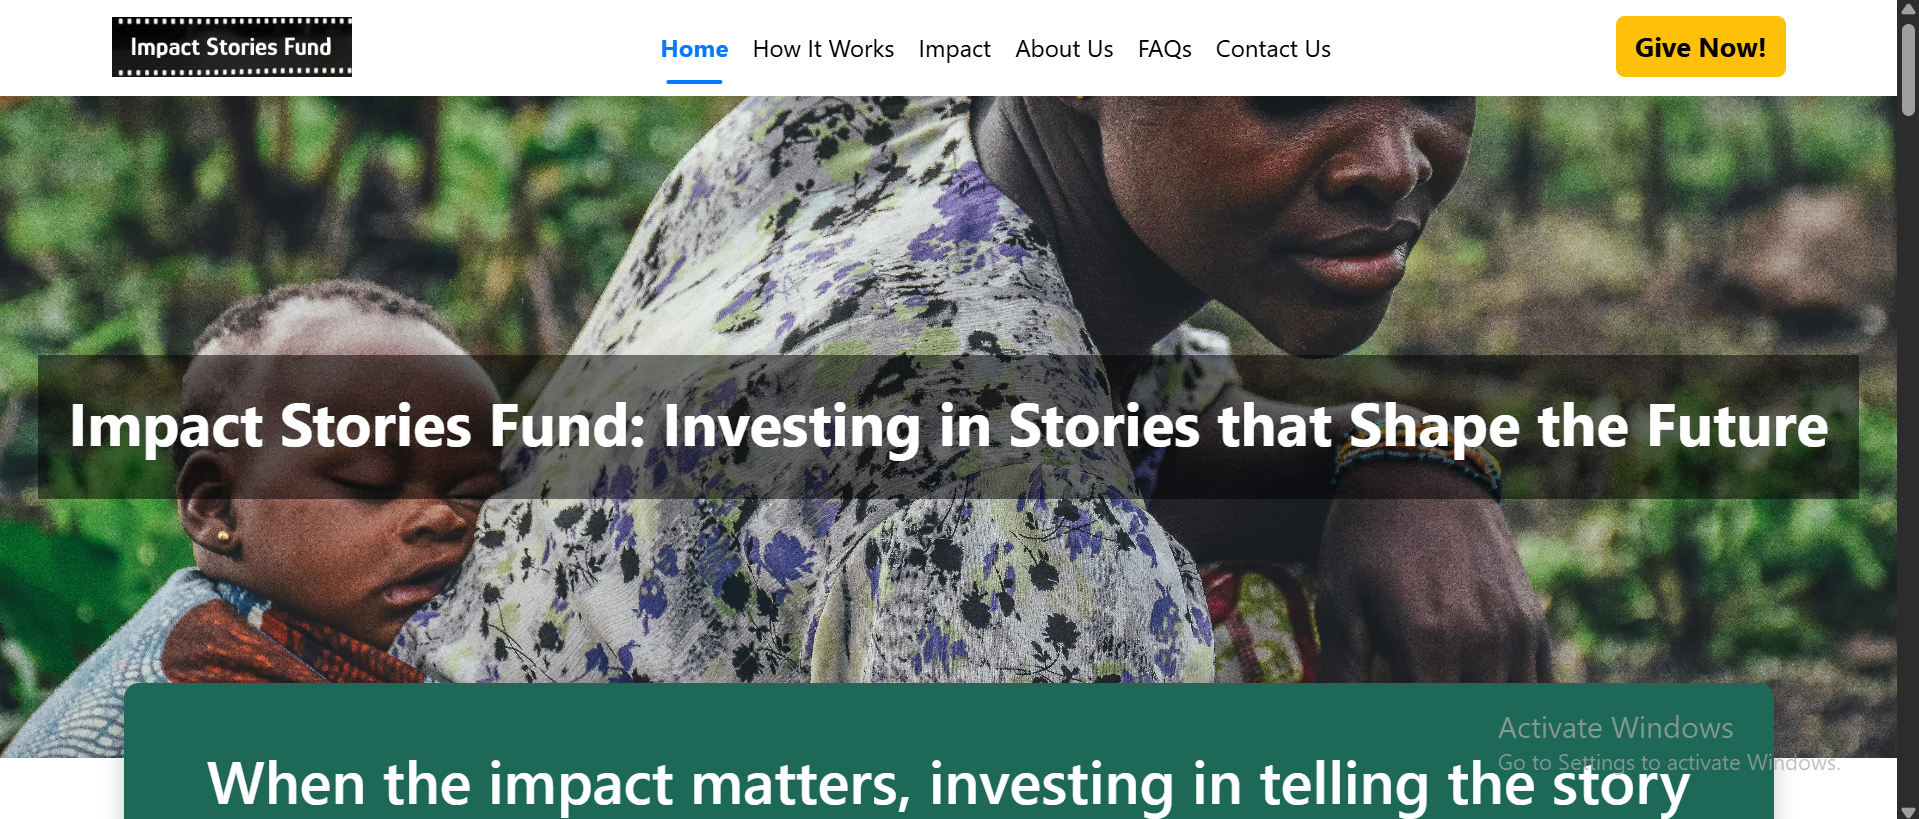 Impact Stories Fund
Home How It Works Impact About Us FAQs Contact Us
Give Now!
Impact Stories Fund: Investing in Stories that Shape the Future
When the impact matters, investing in telling the story
Activate Windows
Go to Settings to activate Windows.